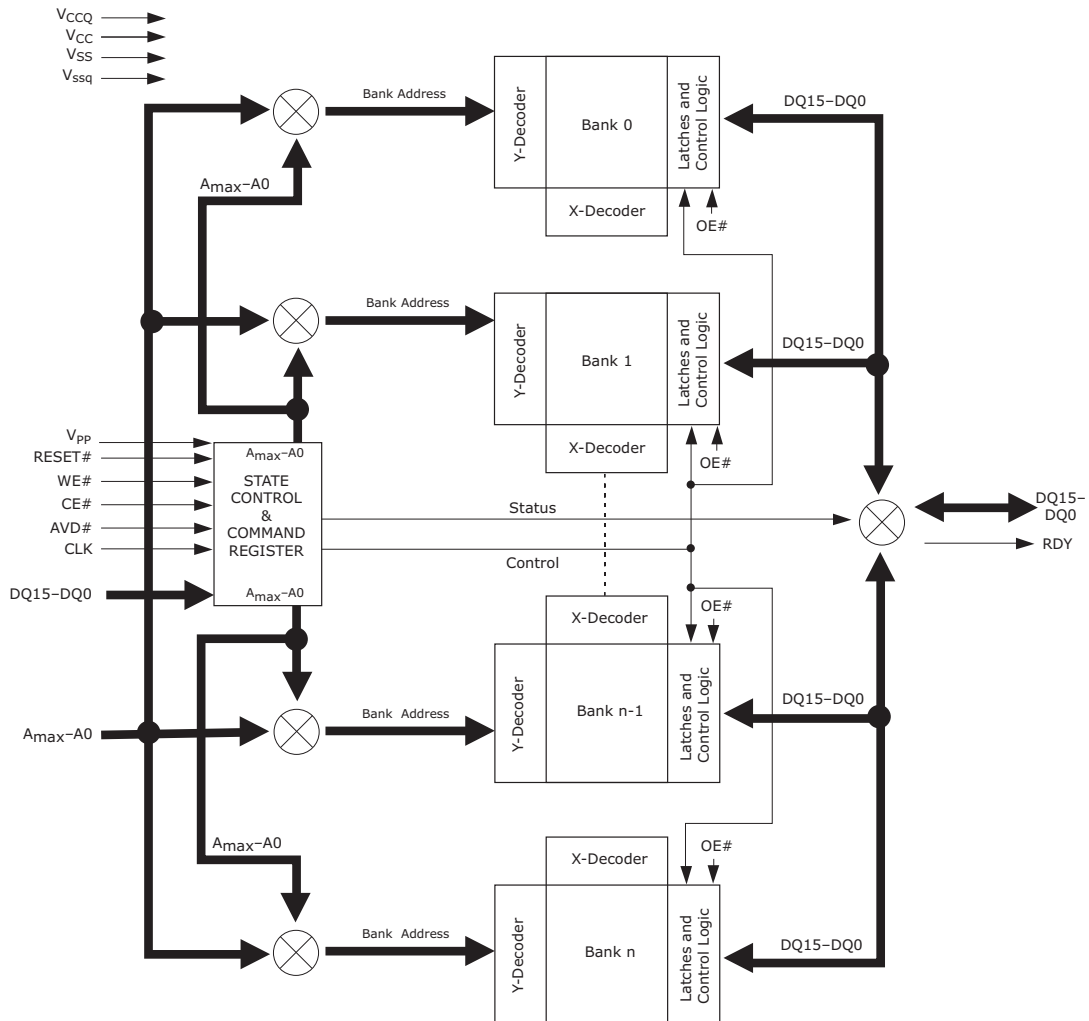 VCCQ
VCC
VSS
Vssq
Bank Address
Y-Decoder
Bank 0
Latches and
Control Logic
DQ15–DQ0
Amax–A0
X-Decoder
OE#
Bank Address
Y-Decoder
Bank 1
Latches and
Control Logic
DQ15–DQ0
X-Decoder
OE#
VPP
RESET#
WE#
CE#
AVD#
CLK
DQ15–DQ0
Amax–A0
STATE
CONTROL
&
COMMAND
REGISTER
Amax–A0
Status
Control
DQ15–
DQ0
RDY
X-Decoder
OE#
Bank Address
Y-Decoder
Bank n-1
Latches and
Control Logic
DQ15–DQ0
Amax–A0
Amax–A0
X-Decoder
OE#
Bank Address
Y-Decoder
Bank n
Latches and
Control Logic
DQ15–DQ0